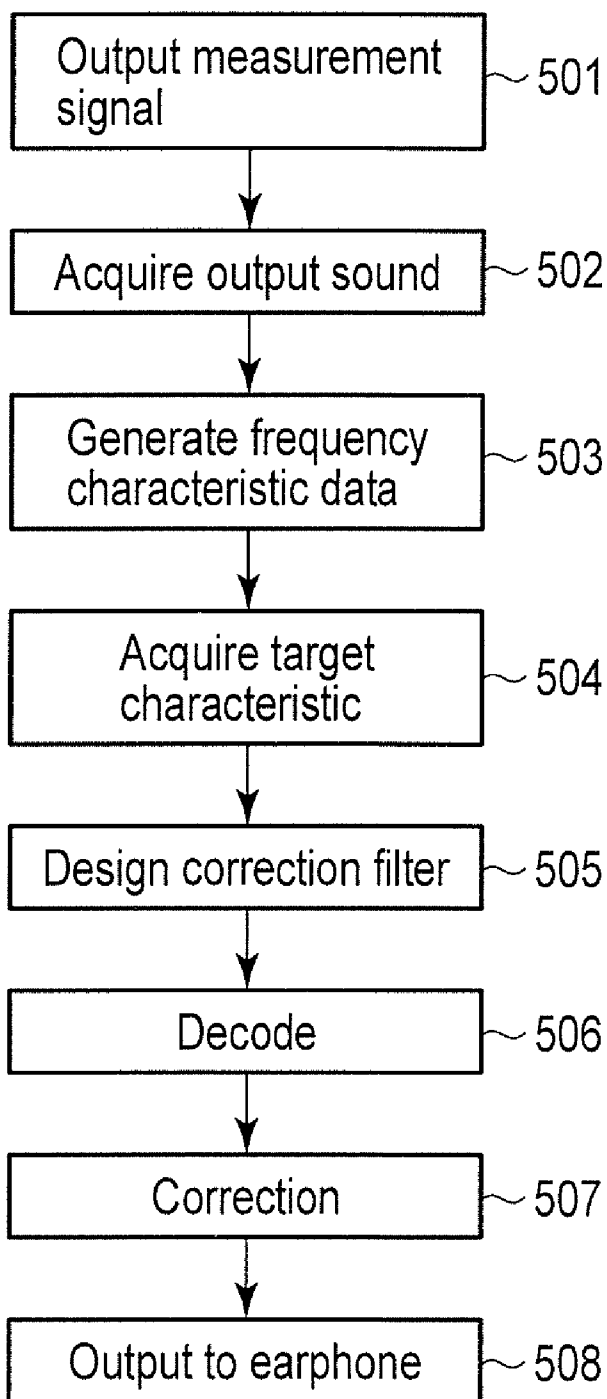 Output measurement
signal
501
Acquire output sound
502
Generate frequency
characteristic data
503
Acquire target
characteristic
504
Design correction filter
505
Decode
506
Correction
507
Output to earphone
508